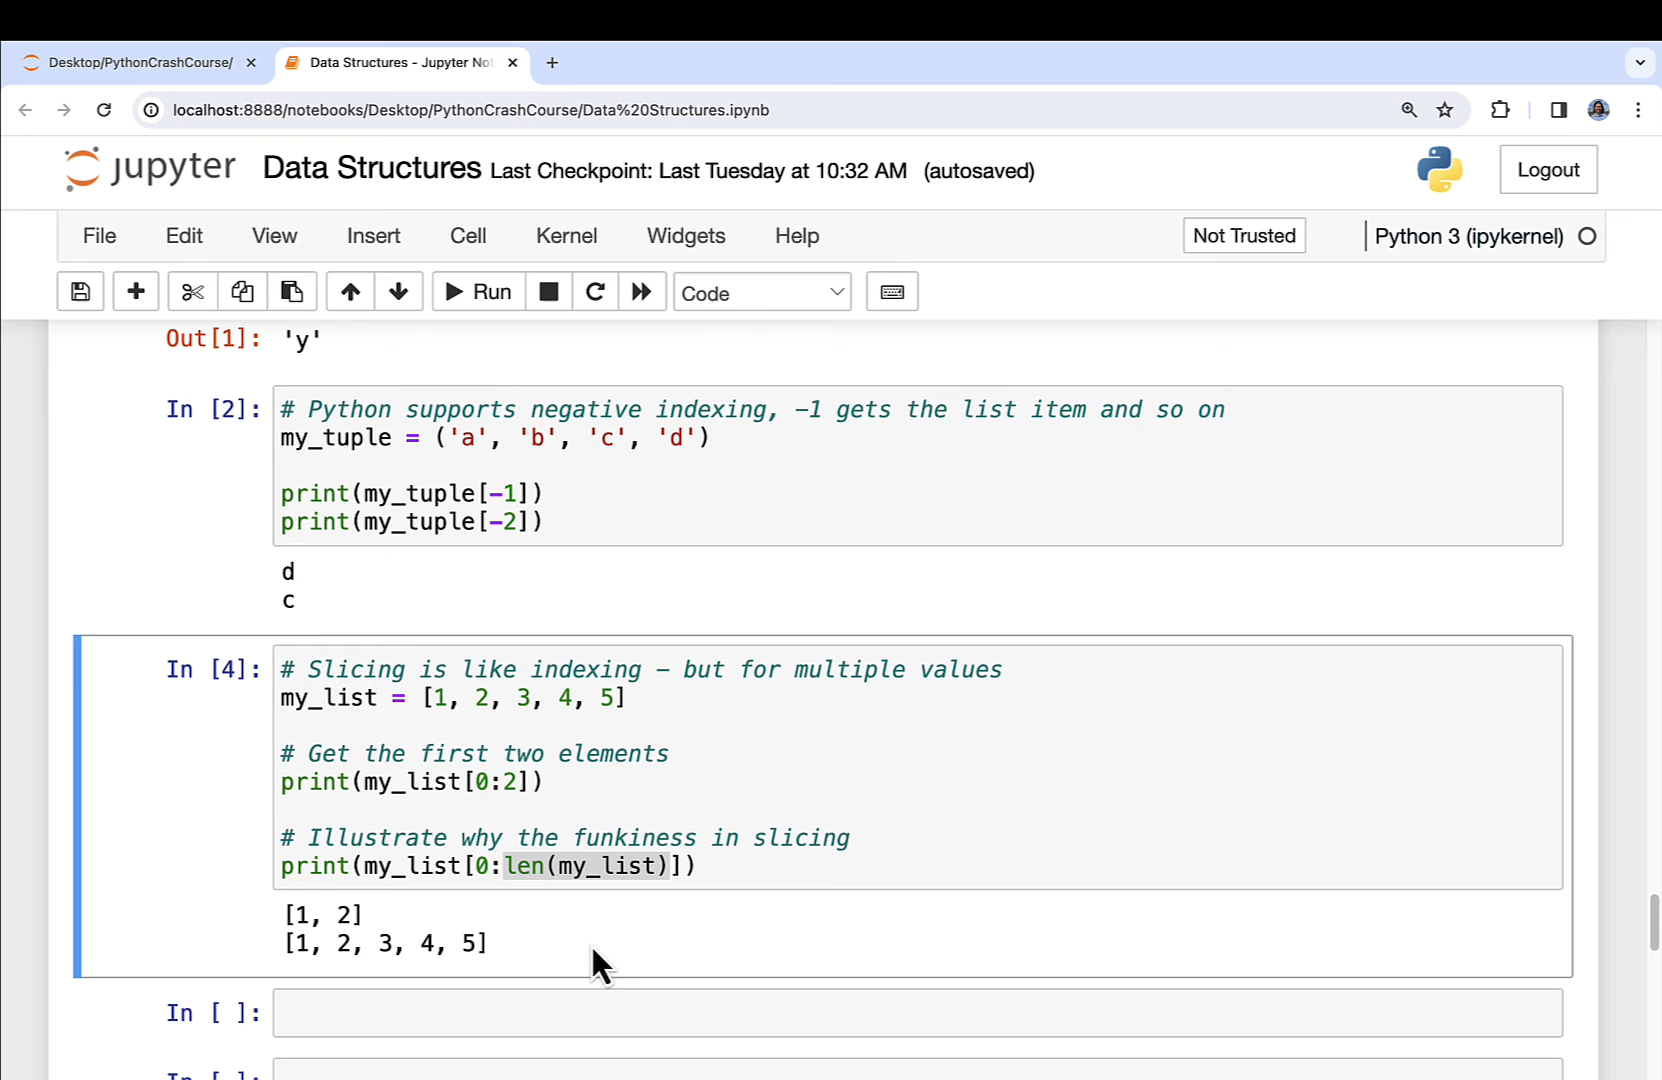 Desktop/PythonCrashCourse/
Data Structures - Jupyter Not
localhost:8888/notebooks/Desktop/PythonCrashCourse/Data%20Structures.ipynb
jupyter Data Structures Last Checkpoint: Last Tuesday at 10:32 AM (autosaved) Logout
File Edit View Insert Cell Kernel Widgets Help Not Trusted Python 3 (ipykernel)
Run Code
Out[1]: 'y'
In [2]: # Python supports negative indexing, -1 gets the list item and so on
my_tuple = ('a', 'b', 'c', 'd')
print(my_tuple[-1])
print(my_tuple[-2])
d
c
In [4]: # Slicing is like indexing - but for multiple values
my_list = [1, 2, 3, 4, 5]
# Get the first two elements
print(my_list[0:2])
# Illustrate why the funkiness in slicing
print(my_list[0:len(my_list)])
[1, 2]
[1, 2, 3, 4, 5]
In [ ]: